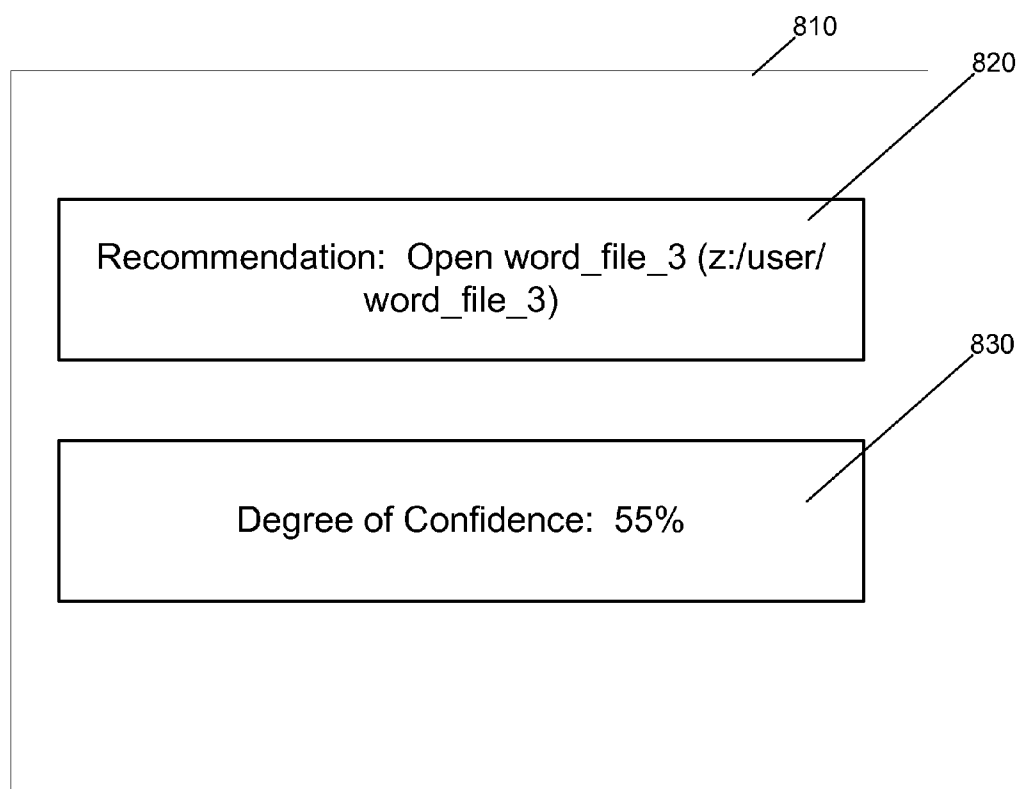 810
820
Recommendation: Open word_file_3 (z:/user/
word_file_3)
830
Degree of Confidence: 55%